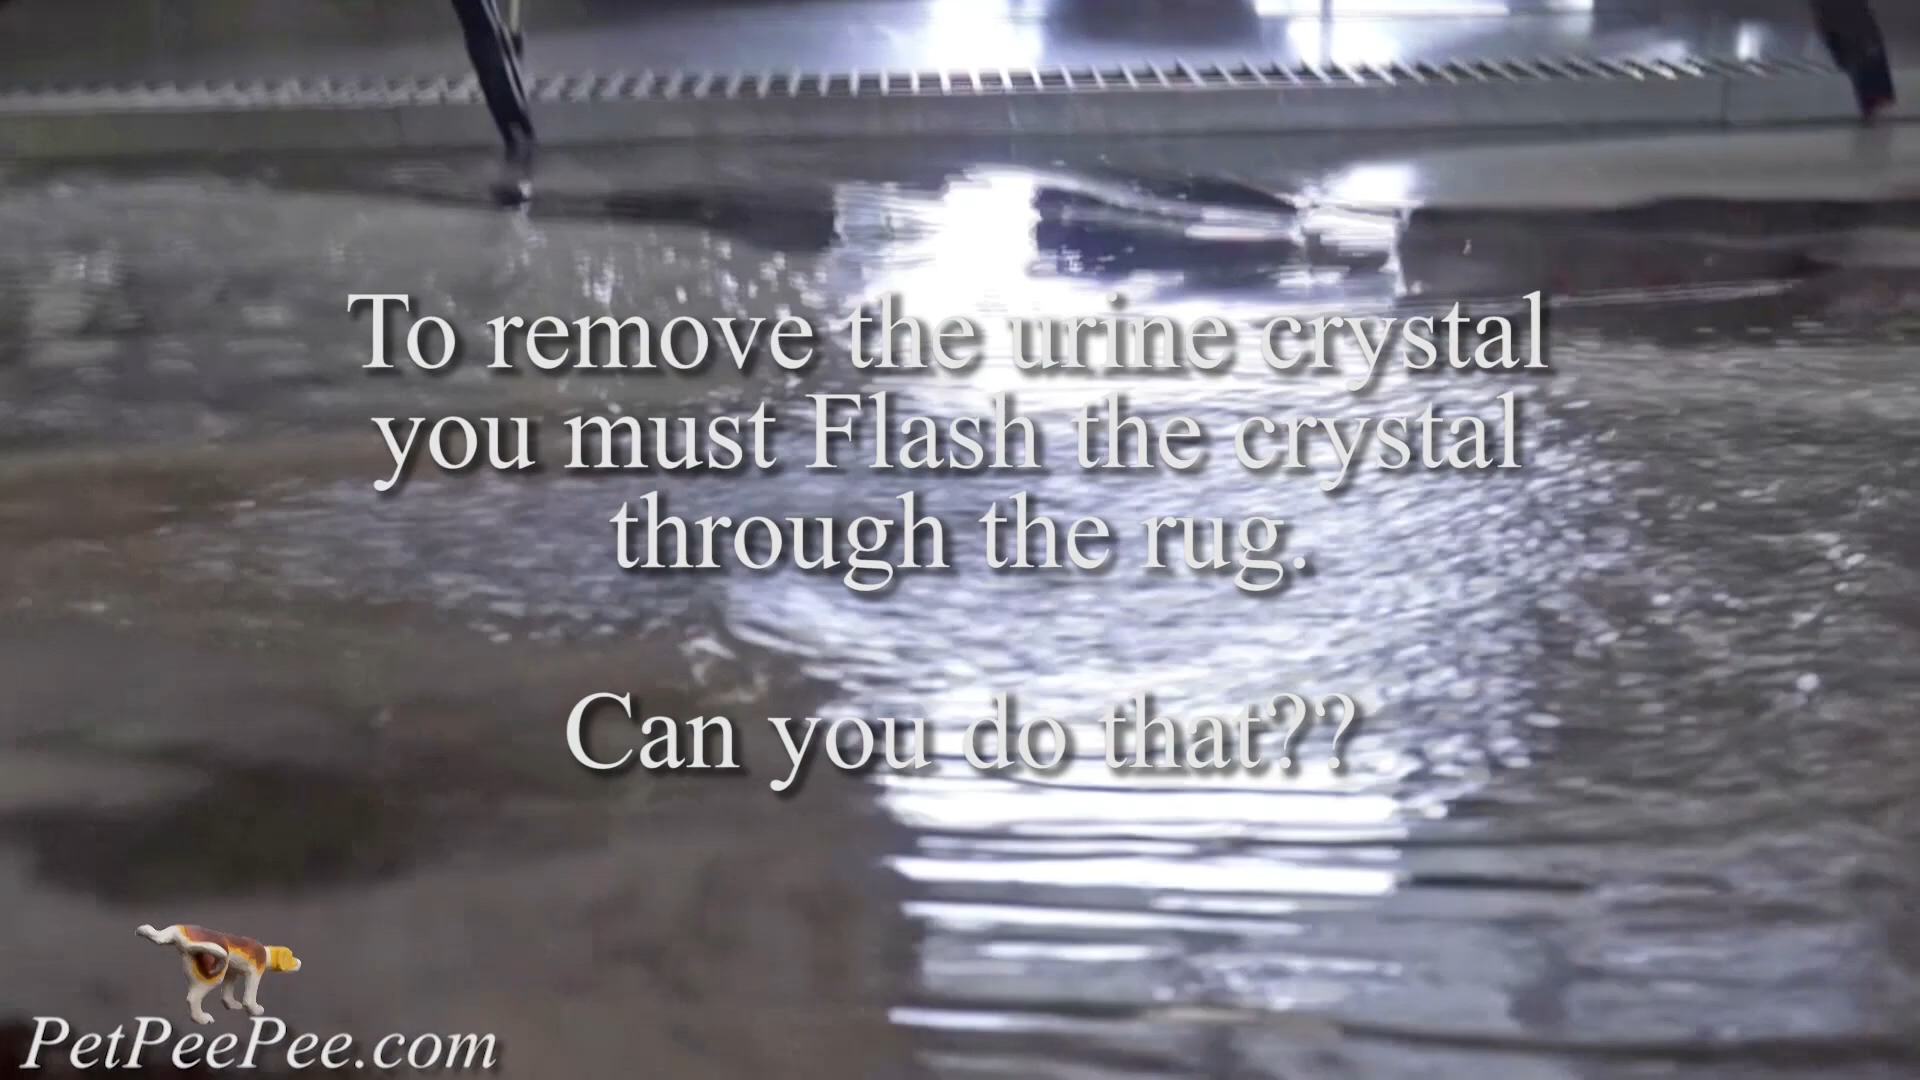 To remove the urine crystal
you must Flash the crystal
through the rug.
Can you do that??
PetPeePee.com